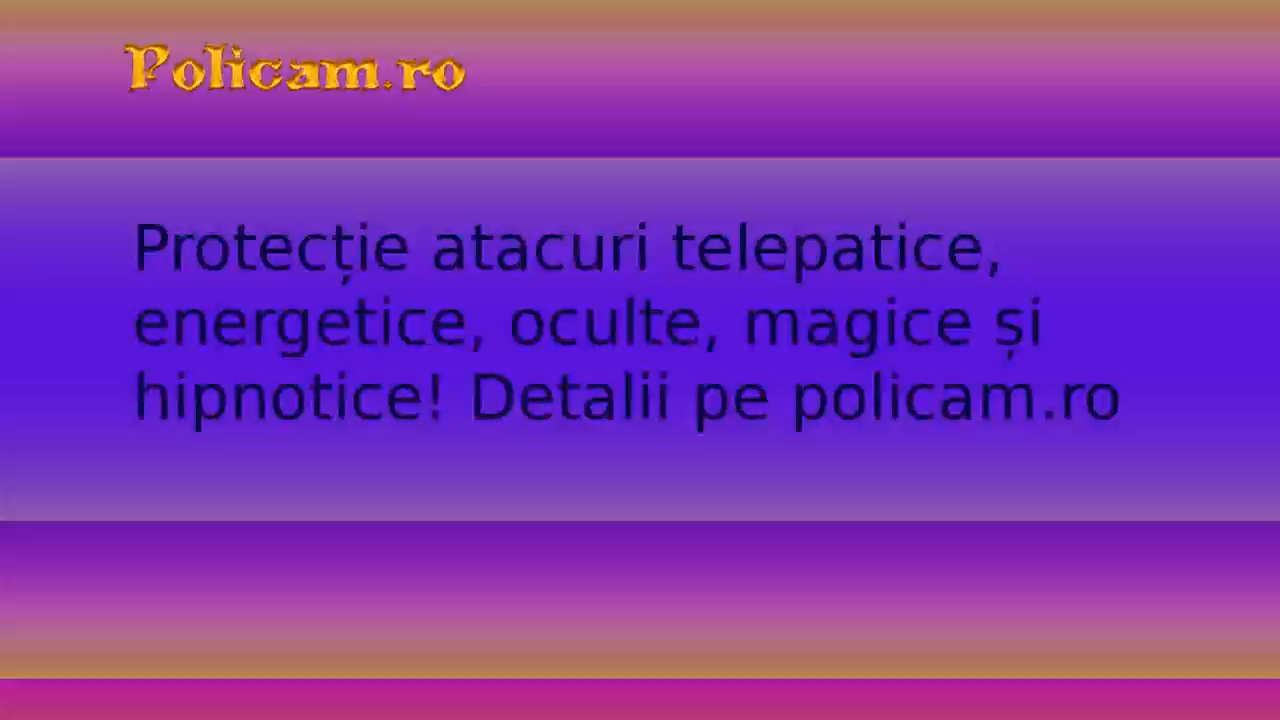 Policam.ro
Protecție atacuri telepatice,
energetice, oculte, magice și
hipnotice! Detalii pe policam.ro